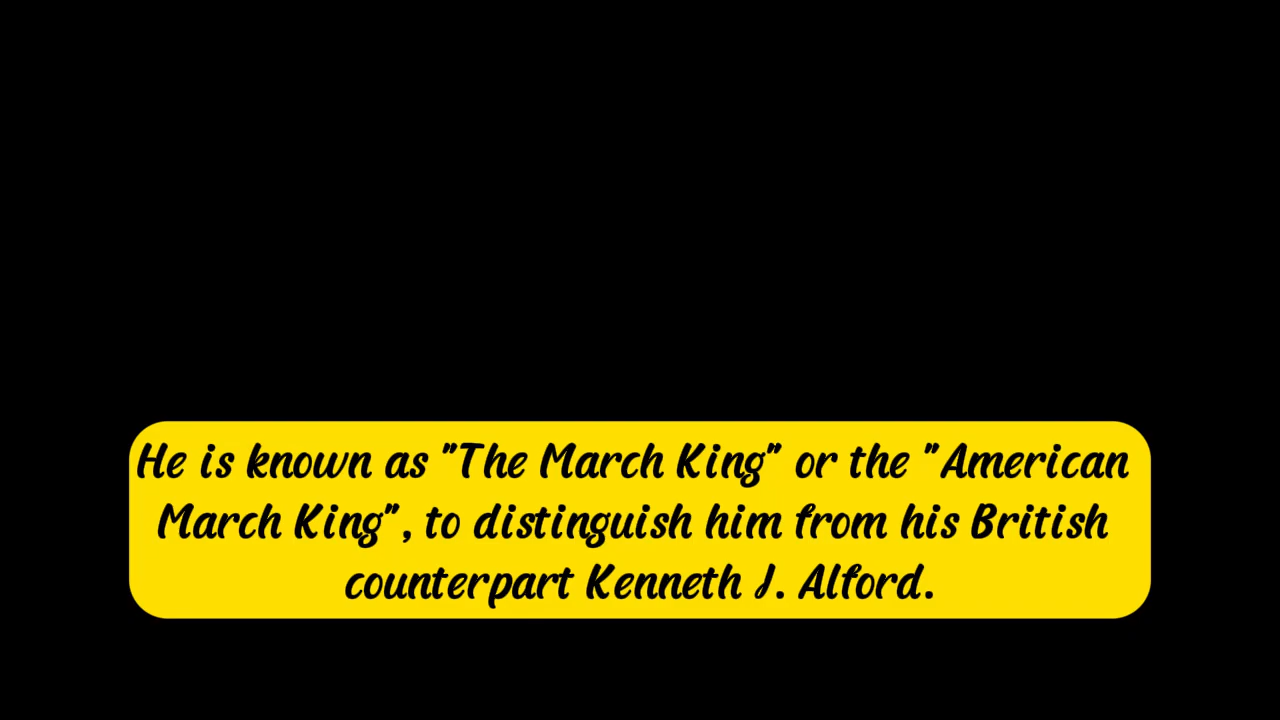 He is known as "The March King" or the "American
March King", to distinguish him from his British
counterpart Kenneth J. Alford.